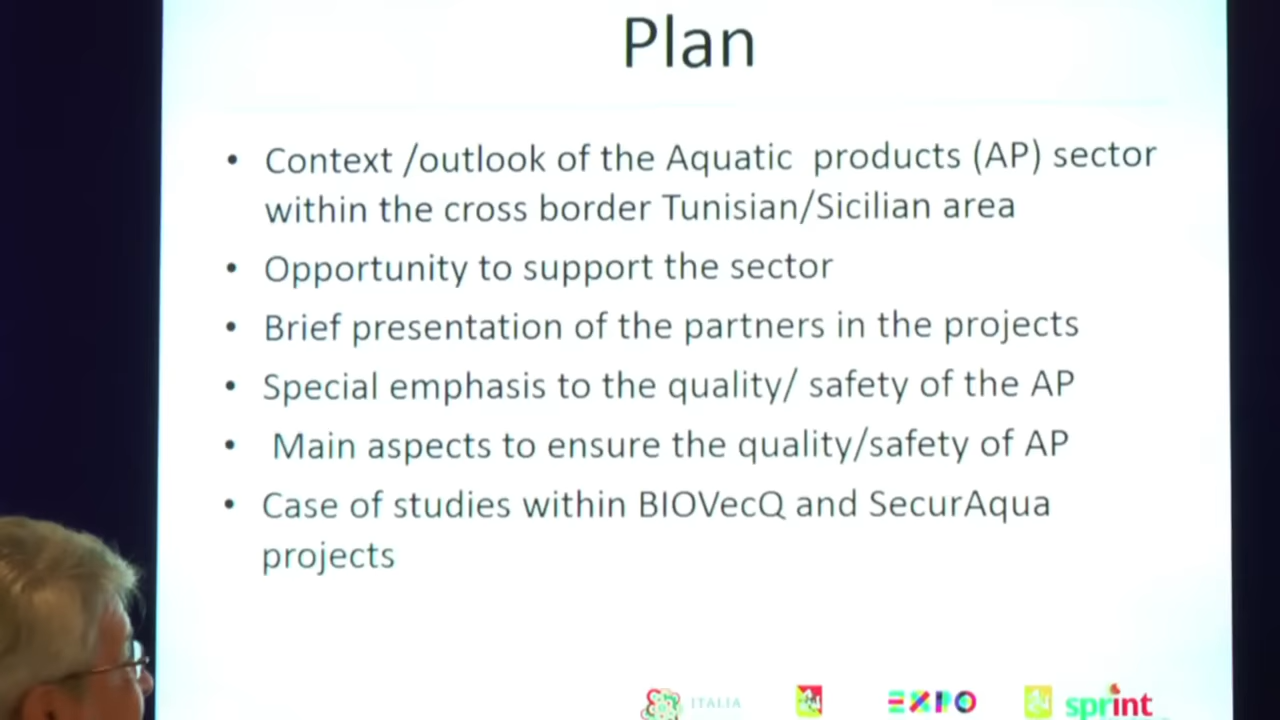 Plan
• Context /outlook of the Aquatic products (AP) sector
within the cross border Tunisian/Sicilian area
• Opportunity to support the sector
• Brief presentation of the partners in the projects
• Special emphasis to the quality/ safety of the AP
• Main aspects to ensure the quality/safety of AP
• Case of studies within BIOVecQ and SecurAqua
projects
ITALIA EXPO sprint